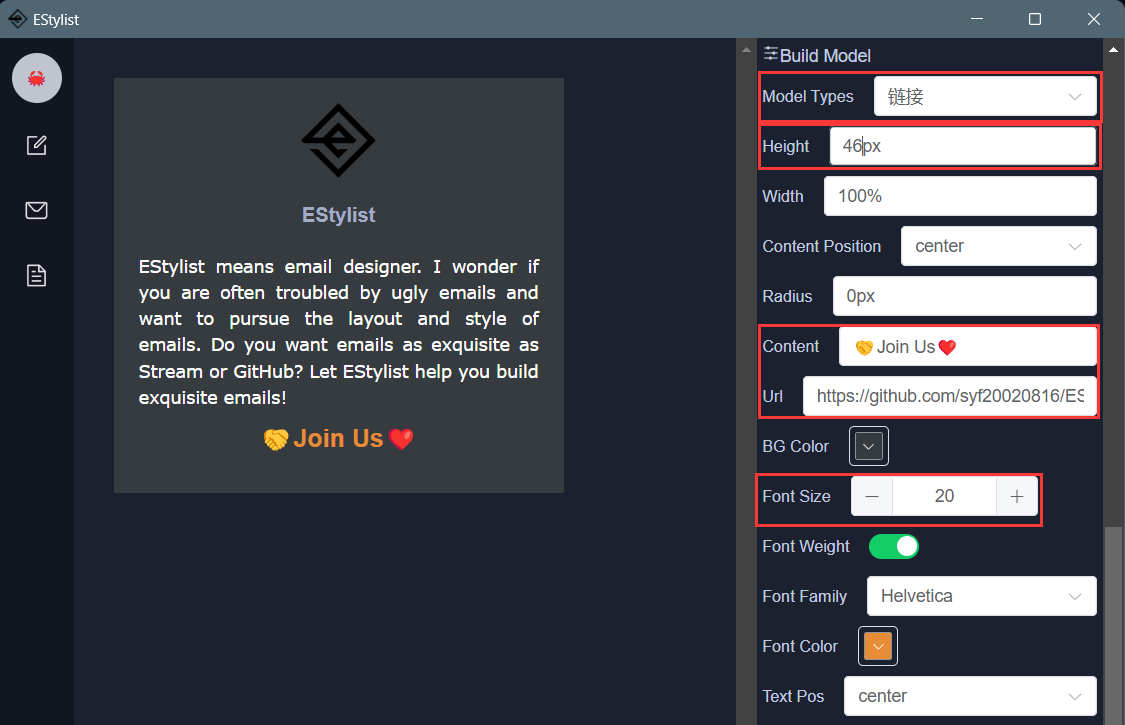 EStylist
EStylist
EStylist means email designer. I wonder if
you are often troubled by ugly emails and
want to pursue the layout and style of
emails. Do you want emails as exquisite as
Stream or GitHub? Let EStylist help you build
exquisite emails!
🤝Join Us❤️
Build Model
Model Types 链接
Height 46px
Width 100%
Content Position center
Radius 0px
Content 🤝Join Us❤️
Url https://github.com/syf20020816/ES
BG Color
Font Size 20
Font Weight
Font Family Helvetica
Font Color
Text Pos center